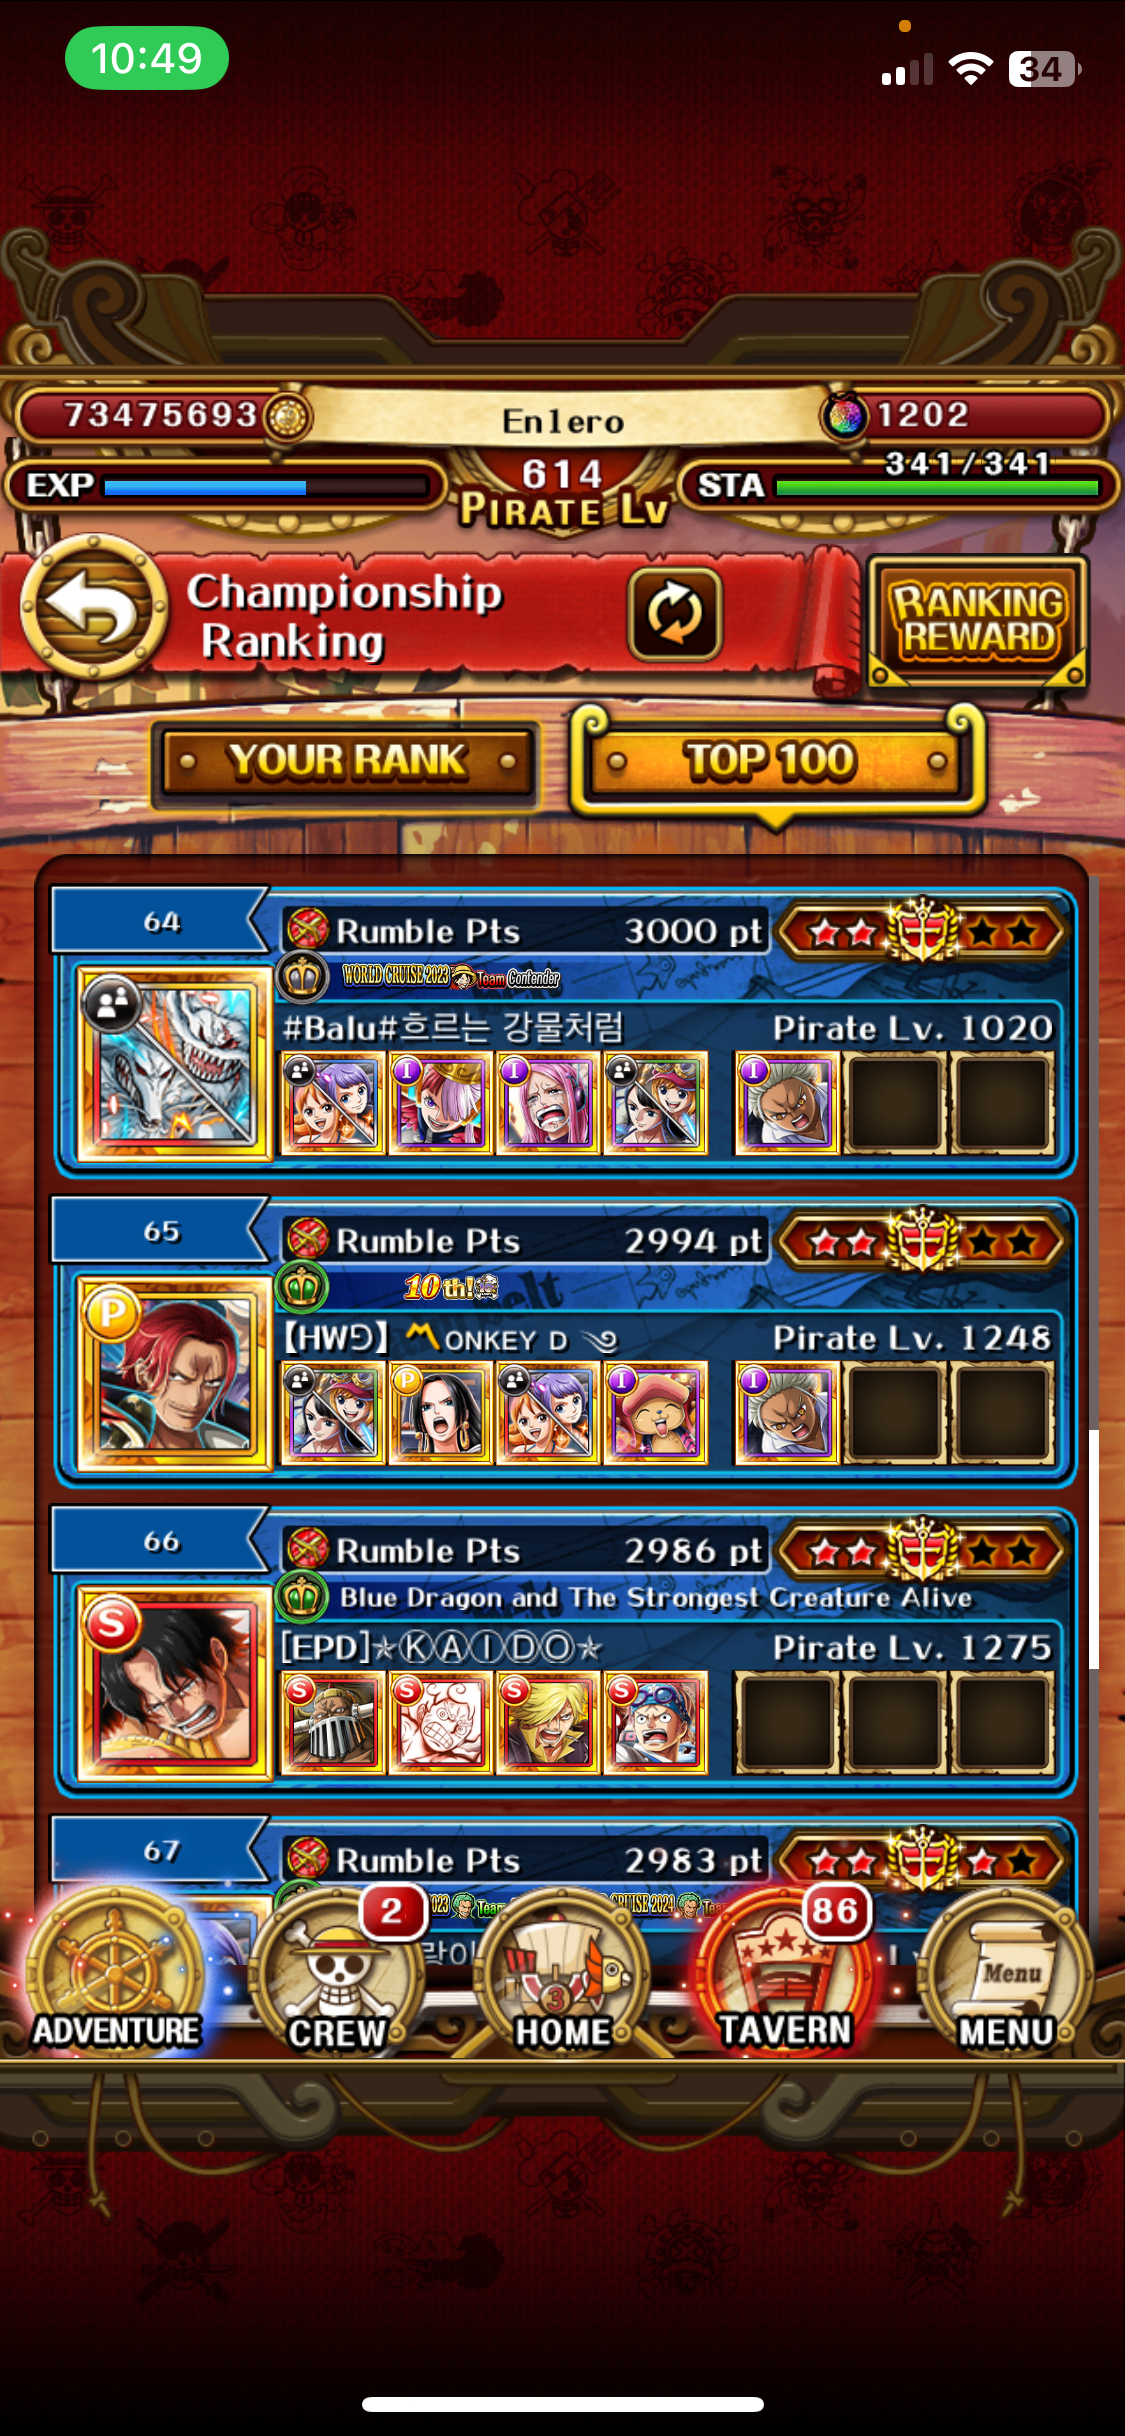 10:49
34
73475693
En1ero
1202
EXP
614
PIRATE Lv
STA
341/341
Championship
Ranking
RANKING
REWARD
YOUR RANK
TOP 100
64
Rumble Pts 3000 pt
WORLD CRUISE 2023 Team Contender
#Balu#흐르는 강물처럼 Pirate Lv. 1020
I I I
65
Rumble Pts 2994 pt
10th!
P
【HW⅁】 〽ONKEY D ༄ Pirate Lv. 1248
P I I
66
Rumble Pts 2986 pt
Blue Dragon and The Strongest Creature Alive
S
[EPD]✯ⓀⒶⒾⒹⓄ✯ Pirate Lv. 1275
S S S S
67
Rumble Pts 2983 pt
2
86
3
Menu
ADVENTURE
CREW
HOME
TAVERN
MENU